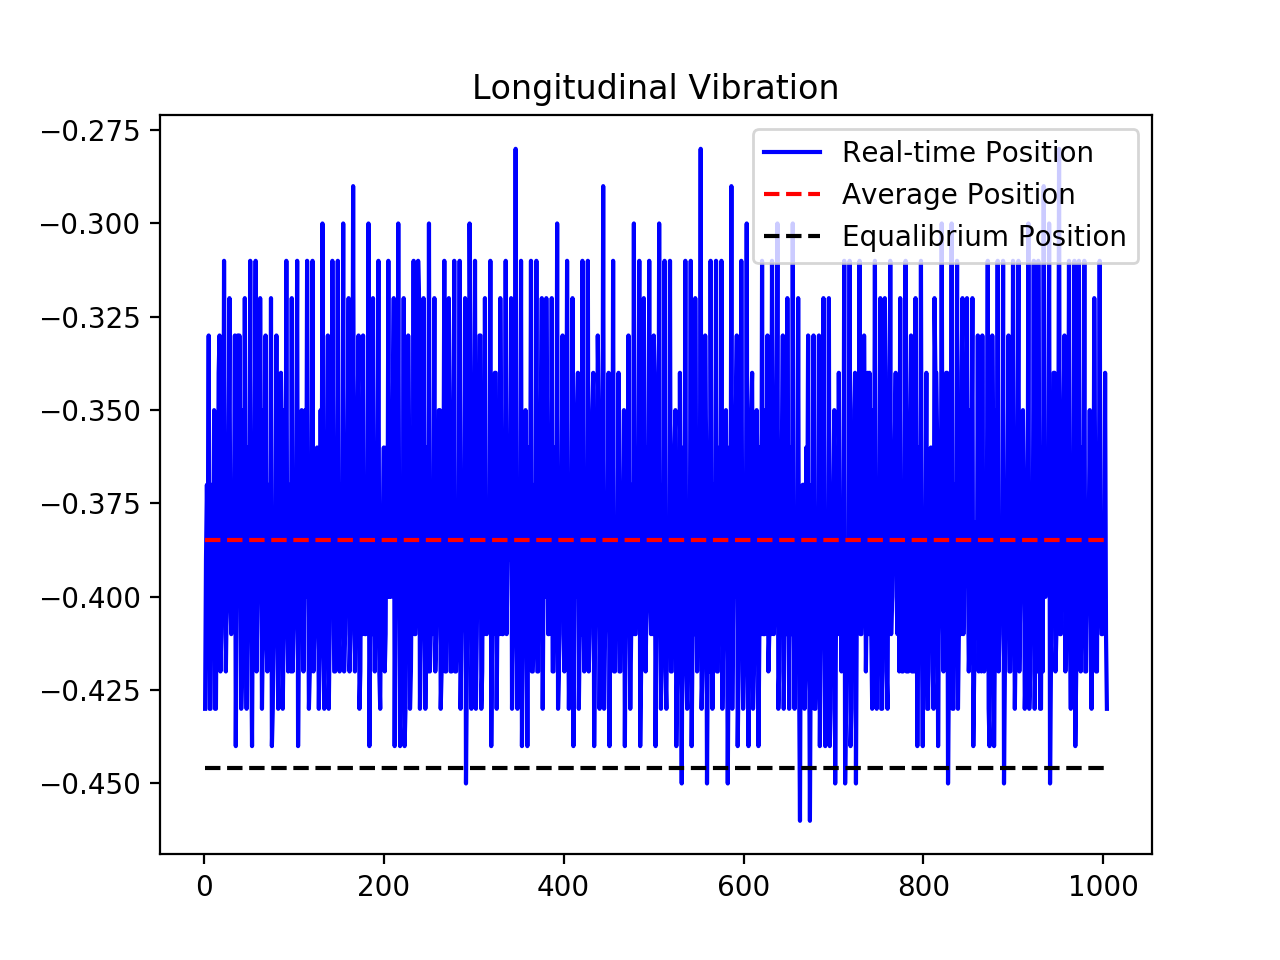 Longitudinal Vibration
−0.275
−0.300
−0.325
−0.350
−0.375
−0.400
−0.425
−0.450
Real-time Position
Average Position
Equalibrium Position
0 200 400 600 800 1000